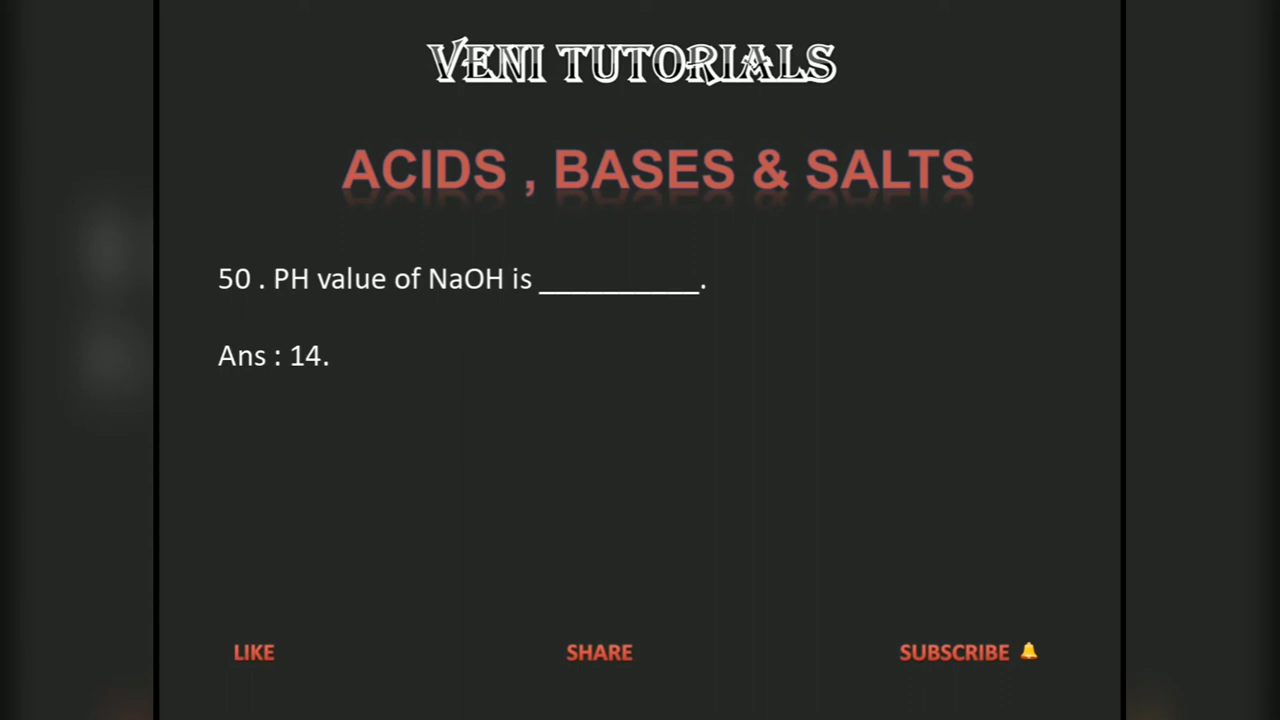 VENI TUTORIALS
ACIDS , BASES & SALTS
50 . PH value of NaOH is __________.
Ans : 14.
LIKE SHARE SUBSCRIBE 🔔